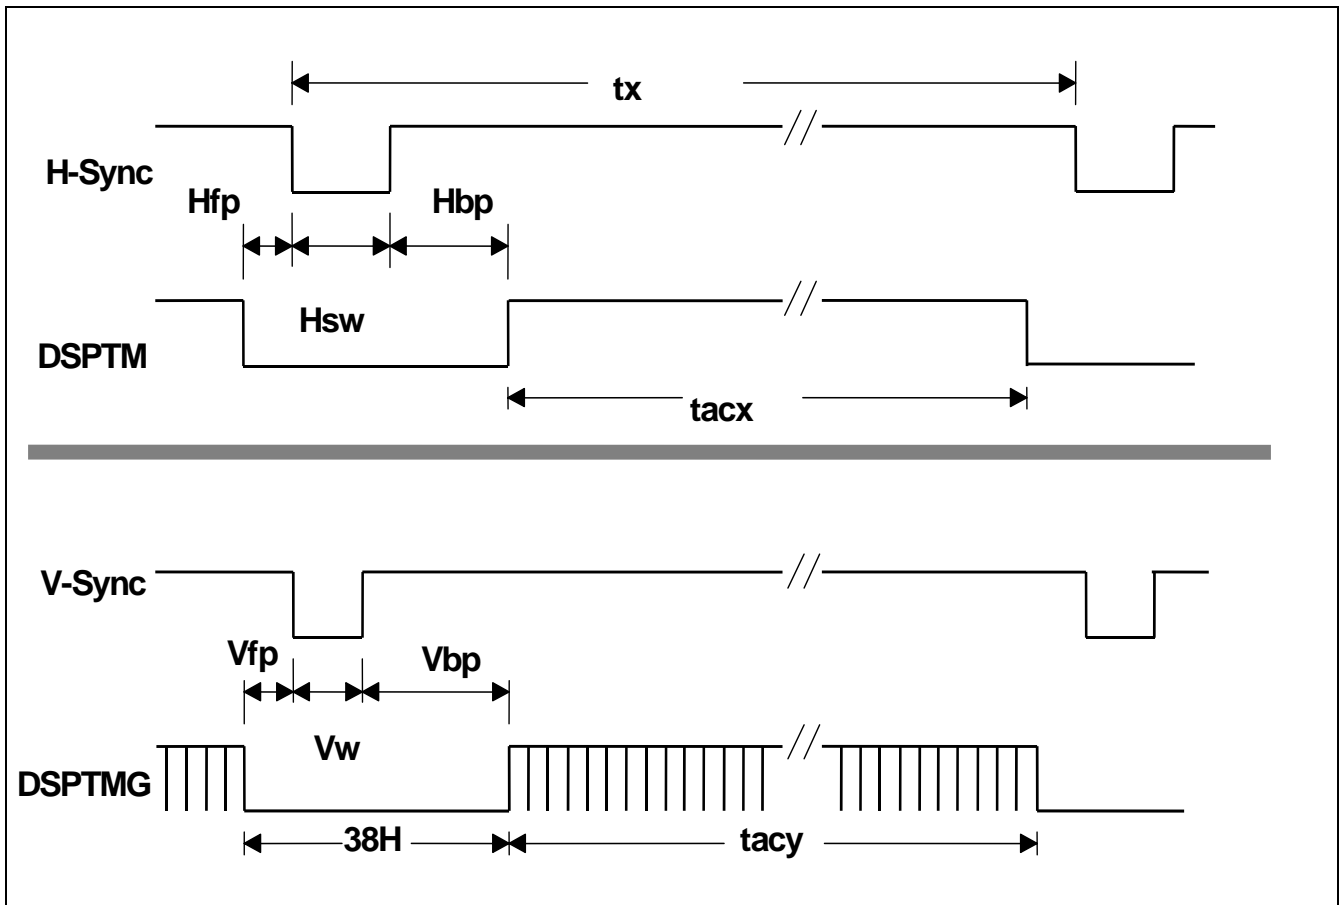 tx
H-Sync
Hfp
Hbp
Hsw
DSPTM
tacx
V-Sync
Vfp
Vbp
Vw
DSPTMG
38H
tacy